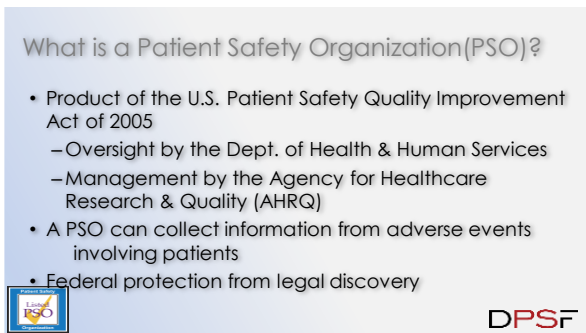 What is a Patient Safety Organization(PSO)?
• Product of the U.S. Patient Safety Quality Improvement
Act of 2005
–Oversight by the Dept. of Health & Human Services
–Management by the Agency for Healthcare
Research & Quality (AHRQ)
• A PSO can collect information from adverse events
involving patients
• Federal protection from legal discovery
Patient Safety
Listed
PSO
Organization
DPSF